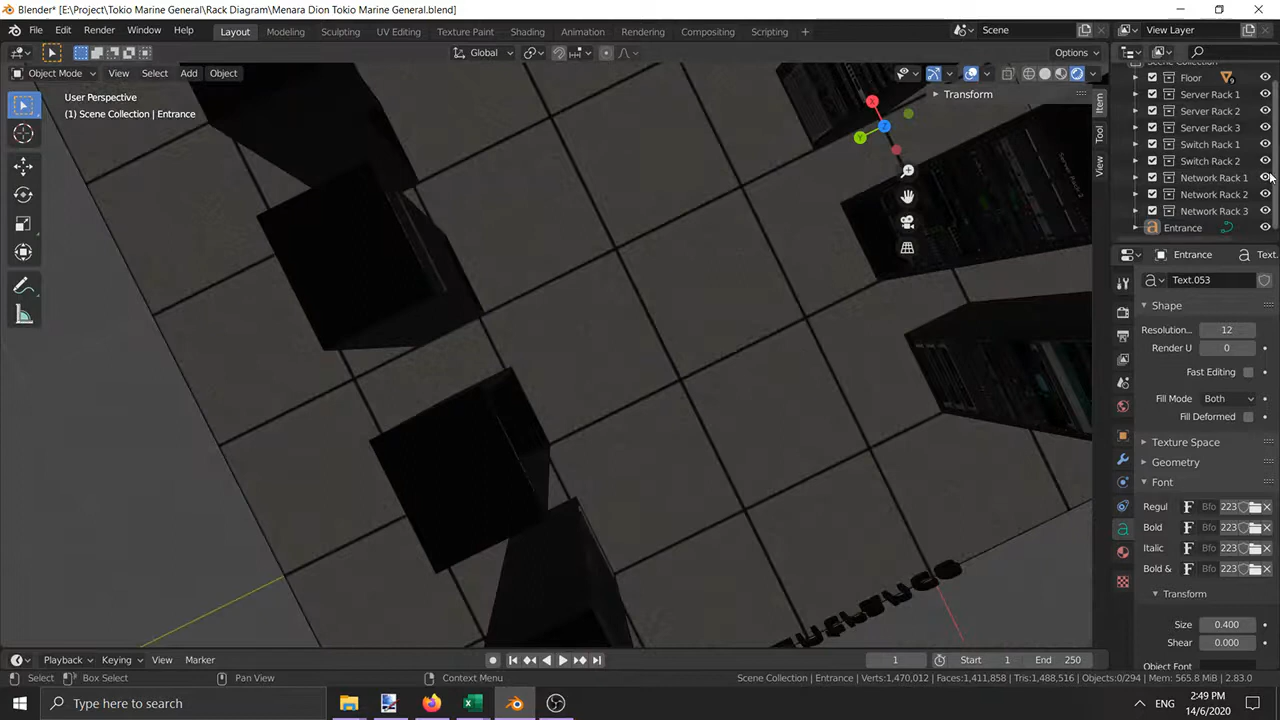 Blender* [E:\Project\Tokio Marine General\Rack Diagram\Menara Dion Tokio Marine General.blend]
File Edit Render Window Help Layout Modeling Sculpting UV Editing Texture Paint Shading Animation Rendering Compositing Scripting + Scene View Layer
Global Options
Object Mode View Select Add Object
User Perspective
(1) Scene Collection | Entrance
Transform
X
Y
Z
Item
Tool
View
Server Rack 2
Entrance
Scene Collection
Floor
Server Rack 1
Server Rack 2
Server Rack 3
Switch Rack 1
Switch Rack 2
Network Rack 1
Network Rack 2
Network Rack 3
Entrance
Entrance Text.
Text.053
Shape
Resolution... 12
Render U 0
Fast Editing
Fill Mode Both
Fill Deformed
Texture Space
Geometry
Font
Regul Bfo 223
Bold Bfo 223
Italic Bfo 223
Bold & Bfo 223
Transform
Size 0.400
Shear 0.000
Object Font
Playback Keying View Marker 1 Start 1 End 250
Select Box Select Pan View Context Menu Scene Collection | Entrance | Verts:1,470,012 | Faces:1,411,858 | Tris:1,488,516 | Objects:0/294 | Mem: 565.8 MiB | 2.83.0
Type here to search
ENG
2:49 PM
14/6/2020